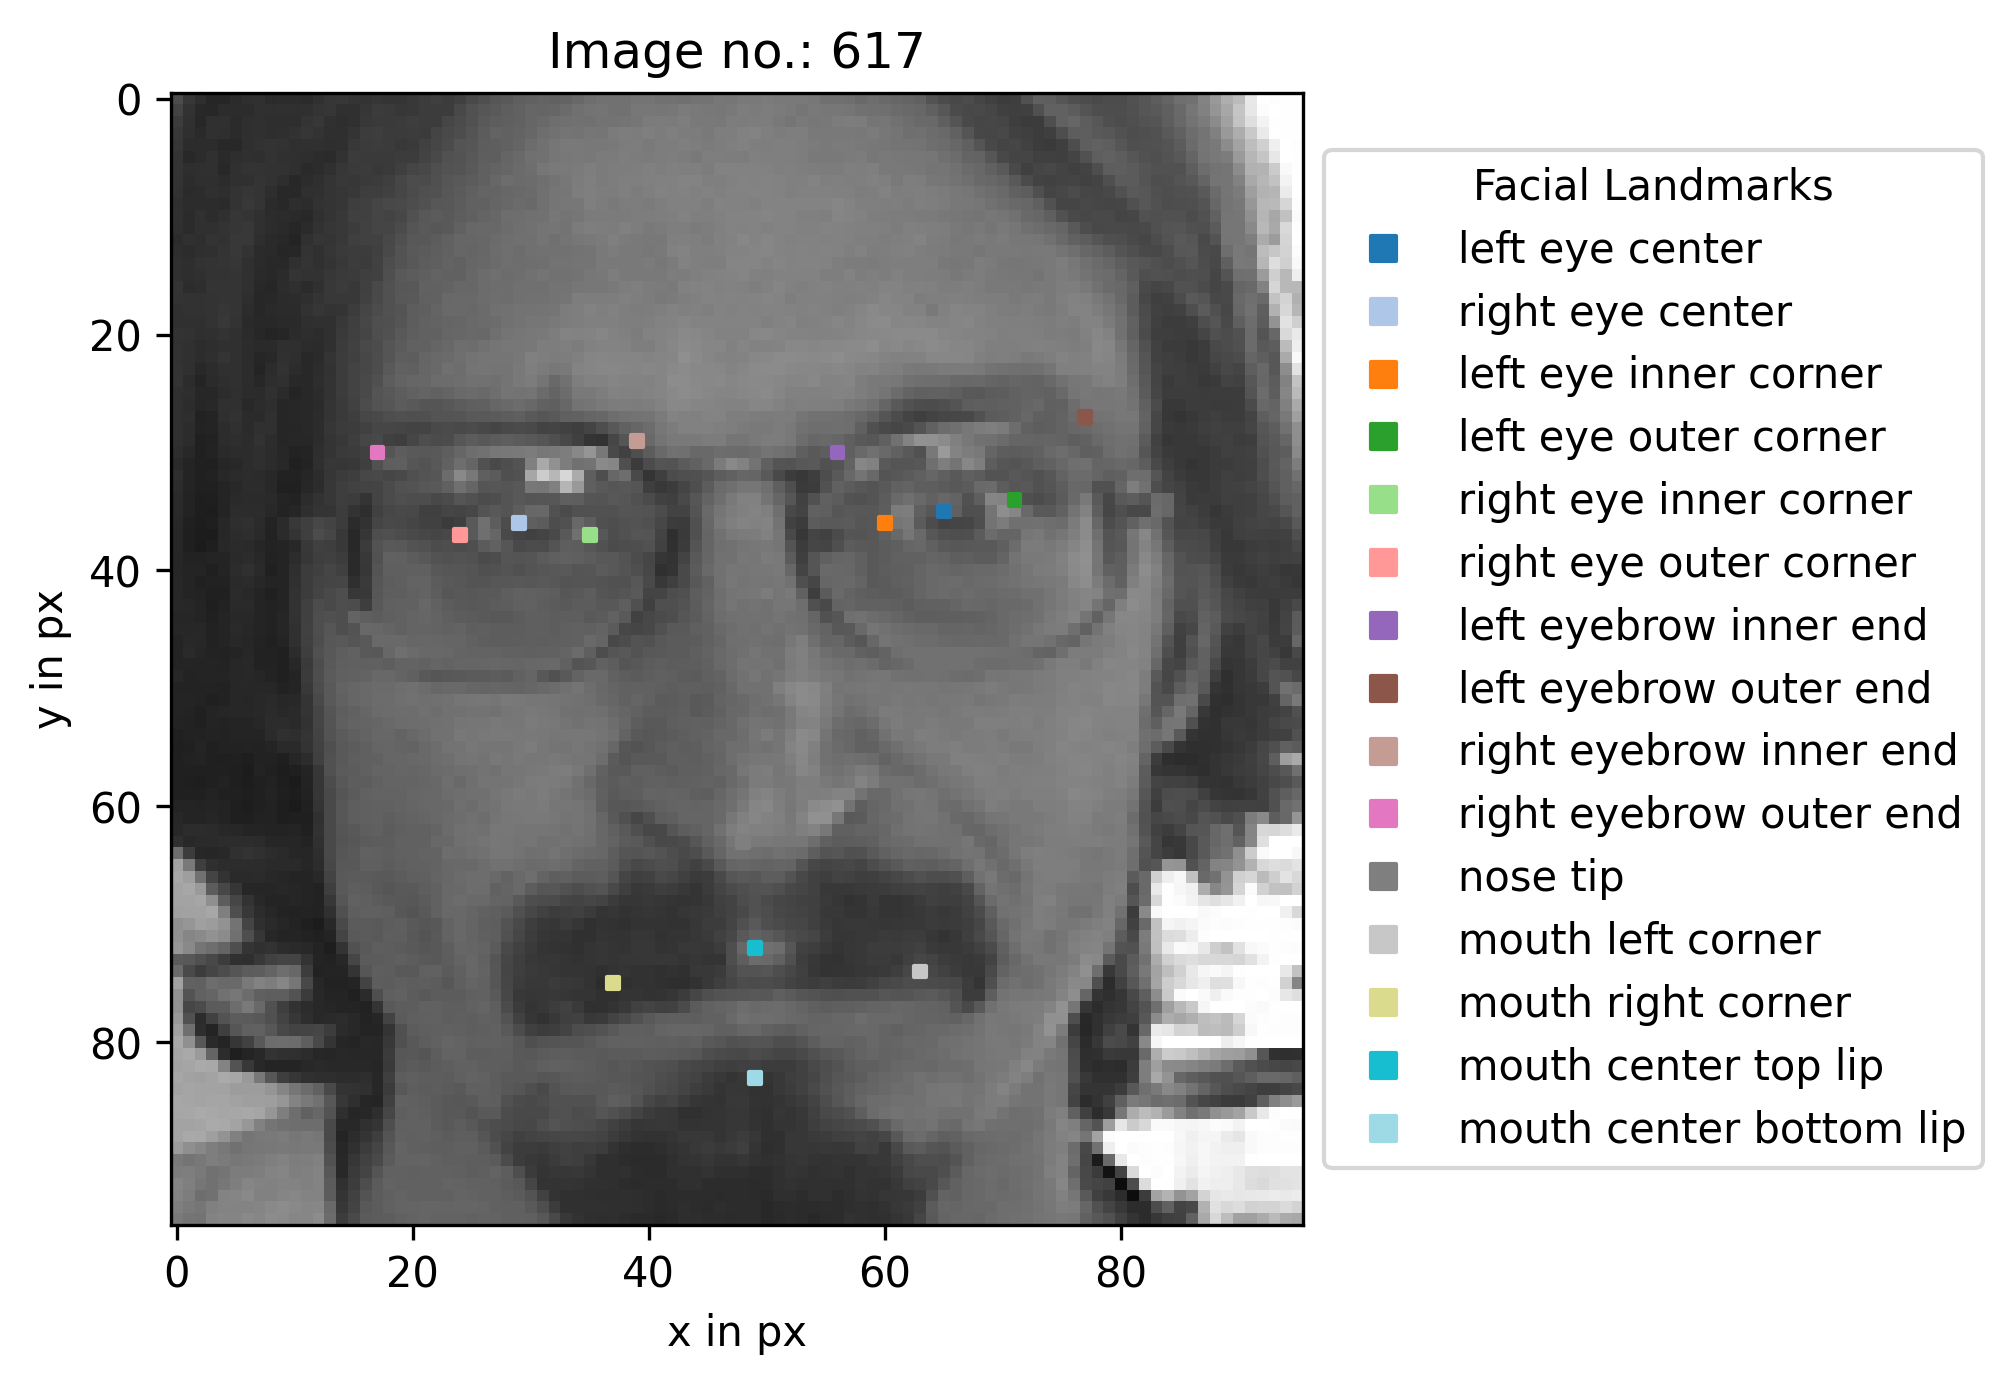 Image no.: 617
0
20
40
60
80
y in px
0 20 40 60 80
x in px
Facial Landmarks
left eye center
right eye center
left eye inner corner
left eye outer corner
right eye inner corner
right eye outer corner
left eyebrow inner end
left eyebrow outer end
right eyebrow inner end
right eyebrow outer end
nose tip
mouth left corner
mouth right corner
mouth center top lip
mouth center bottom lip